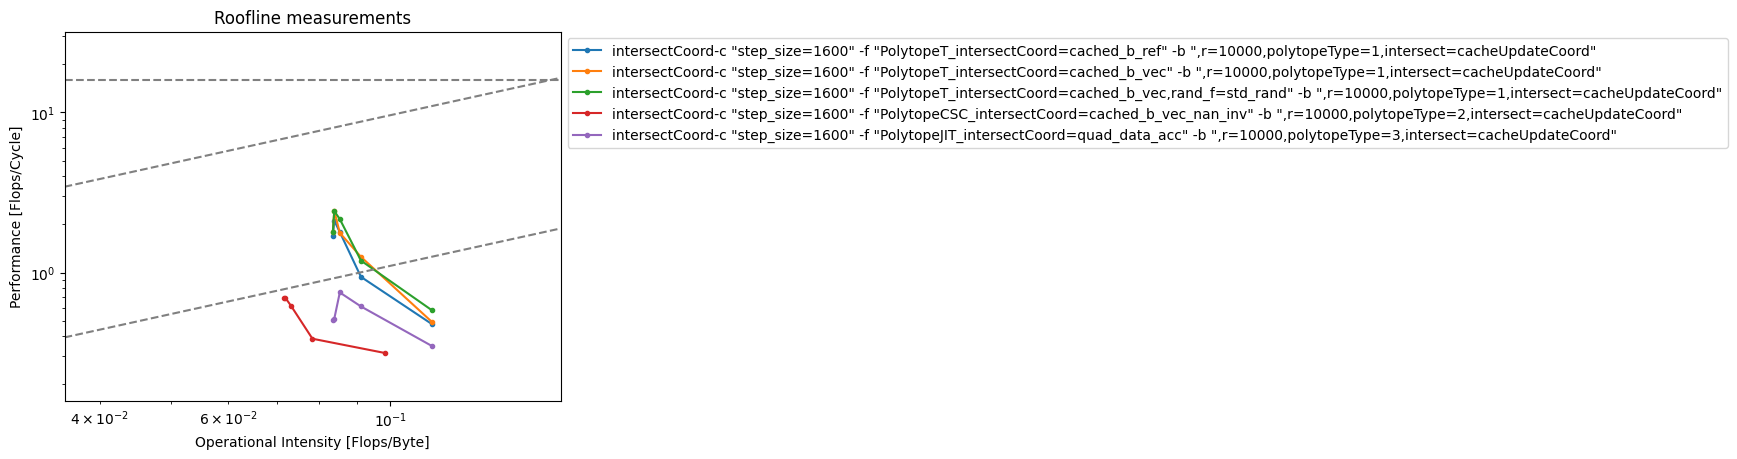 Roofline measurements
Performance [Flops/Cycle]
10^1
10^0
4 × 10^-2
6 × 10^-2
10^-1
Operational Intensity [Flops/Byte]
intersectCoord-c "step_size=1600" -f "PolytopeT_intersectCoord=cached_b_ref" -b ",r=10000,polytopeType=1,intersect=cacheUpdateCoord"
intersectCoord-c "step_size=1600" -f "PolytopeT_intersectCoord=cached_b_vec" -b ",r=10000,polytopeType=1,intersect=cacheUpdateCoord"
intersectCoord-c "step_size=1600" -f "PolytopeT_intersectCoord=cached_b_vec,rand_f=std_rand" -b ",r=10000,polytopeType=1,intersect=cacheUpdateCoord"
intersectCoord-c "step_size=1600" -f "PolytopeCSC_intersectCoord=cached_b_vec_nan_inv" -b ",r=10000,polytopeType=2,intersect=cacheUpdateCoord"
intersectCoord-c "step_size=1600" -f "PolytopeJIT_intersectCoord=quad_data_acc" -b ",r=10000,polytopeType=3,intersect=cacheUpdateCoord"